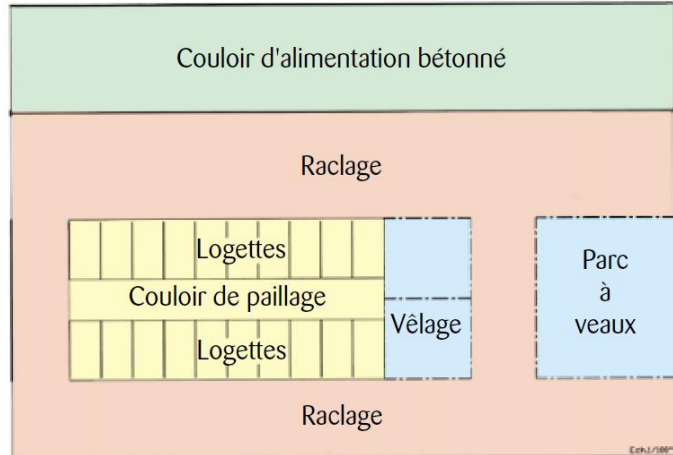 Couloir d'alimentation bétonné
Raclage
Logettes
Couloir de paillage
Logettes
Vêlage
Parc
à
veaux
Raclage